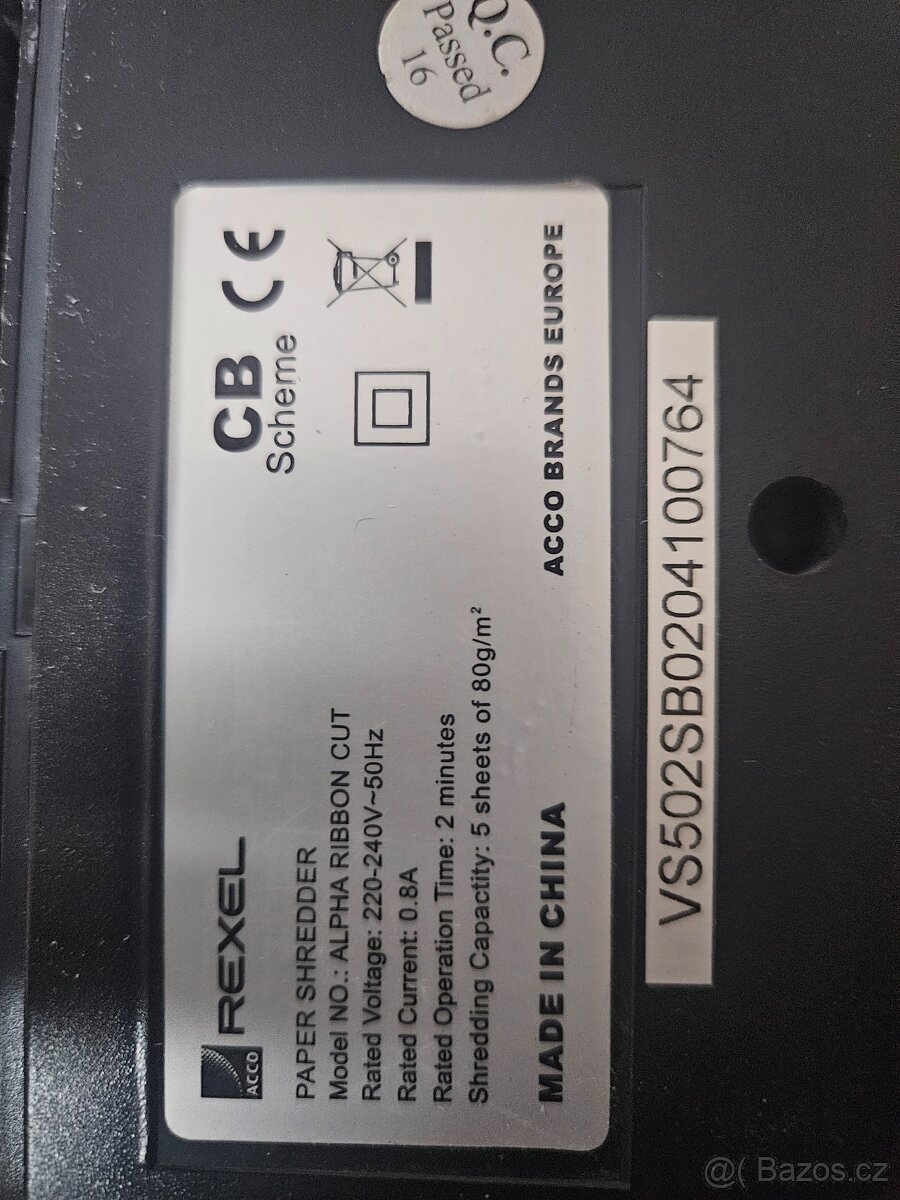 Q.C.
Passed
16
ACCO
REXEL
CB
Scheme
CE
PAPER SHREDDER
Model NO.: ALPHA RIBBON CUT
Rated Voltage: 220-240V~50Hz
Rated Current: 0.8A
Rated Operation Time: 2 minutes
Shredding Capactity: 5 sheets of 80g/m²
MADE IN CHINA
ACCO BRANDS EUROPE
VS502SB0204100764
@( Bazos.cz